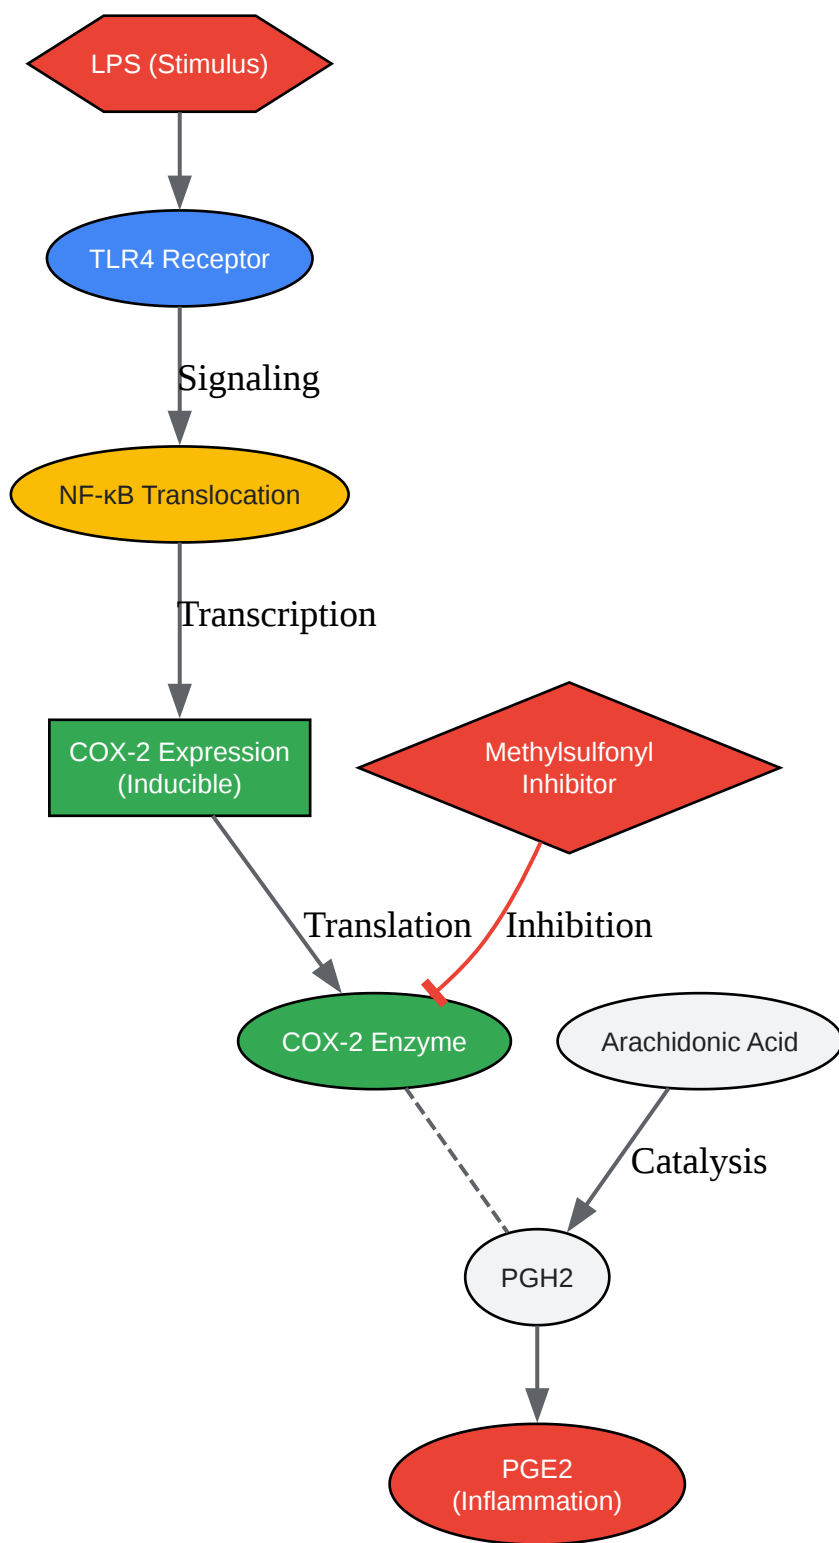 LPS (Stimulus)
TLR4 Receptor
Signaling
NF-κB Translocation
Transcription
COX-2 Expression
(Inducible)
Methylsulfonyl
Inhibitor
Translation
Inhibition
COX-2 Enzyme
Arachidonic Acid
Catalysis
PGH2
PGE2
(Inflammation)